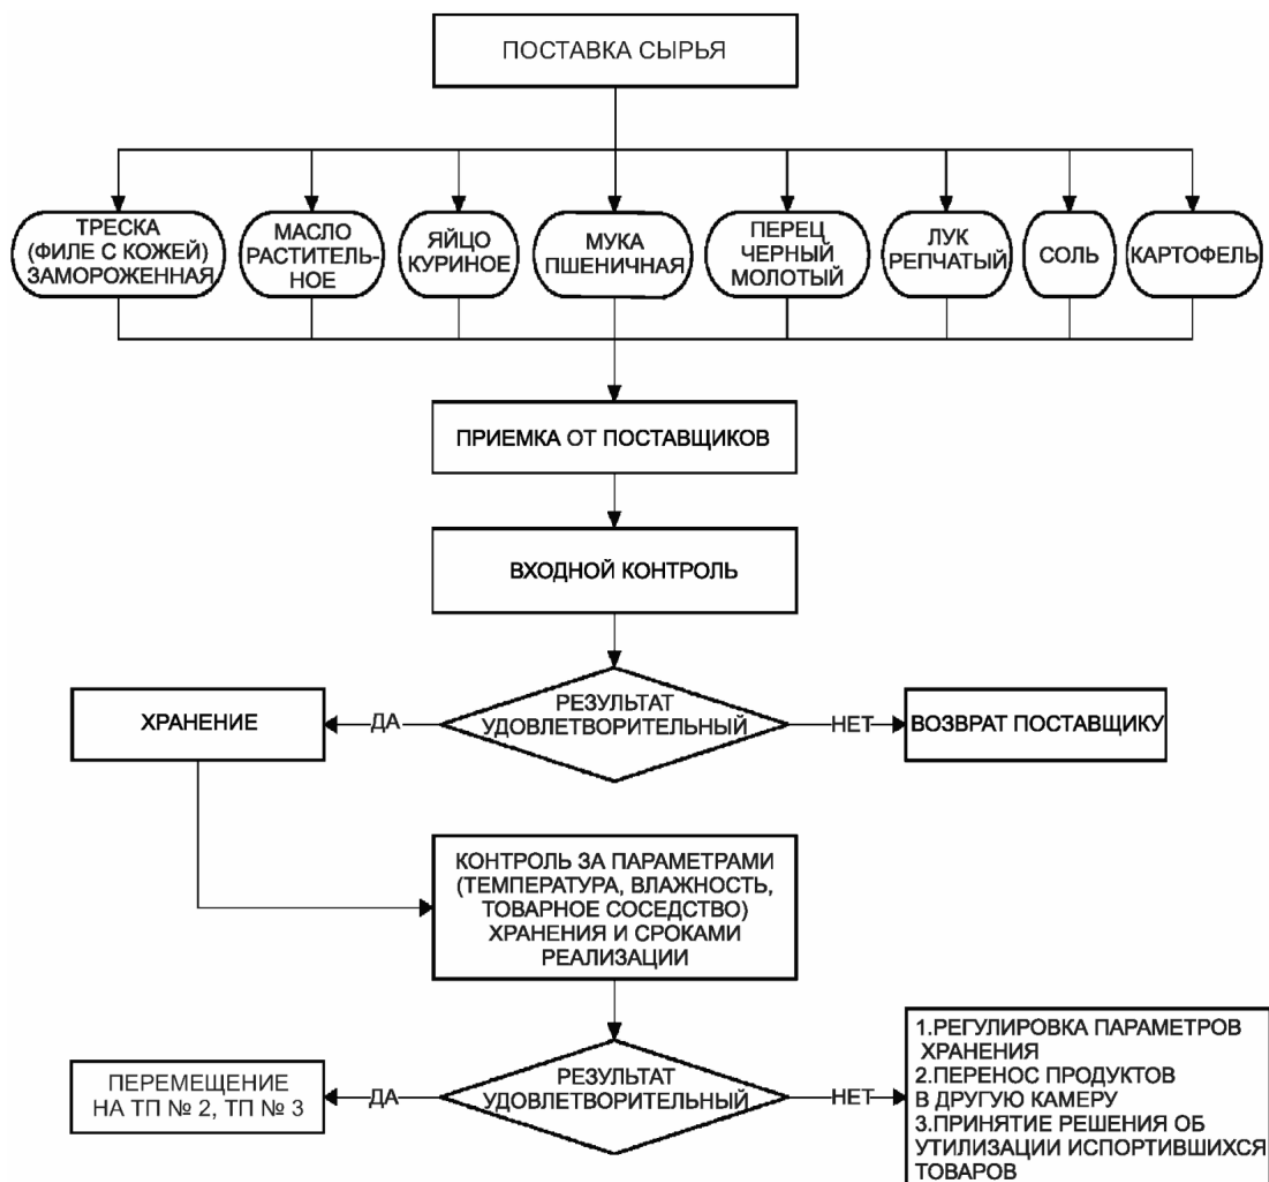 ПОСТАВКА СЫРЬЯ
ТРЕСКА
(ФИЛЕ С КОЖЕЙ)
ЗАМОРОЖЕННАЯ
МАСЛО
РАСТИТЕЛЬ-
НОЕ
ЯЙЦО
КУРИНОЕ
МУКА
ПШЕНИЧНАЯ
ПЕРЕЦ
ЧЕРНЫЙ
МОЛОТЫЙ
ЛУК
РЕПЧАТЫЙ
СОЛЬ
КАРТОФЕЛЬ
ПРИЕМКА ОТ ПОСТАВЩИКОВ
ВХОДНОЙ КОНТРОЛЬ
ХРАНЕНИЕ
ДА
РЕЗУЛЬТАТ
УДОВЛЕТВОРИТЕЛЬНЫЙ
НЕТ
ВОЗВРАТ ПОСТАВЩИКУ
КОНТРОЛЬ ЗА ПАРАМЕТРАМИ
(ТЕМПЕРАТУРА, ВЛАЖНОСТЬ,
ТОВАРНОЕ СОСЕДСТВО)
ХРАНЕНИЯ И СРОКАМИ
РЕАЛИЗАЦИИ
ПЕРЕМЕЩЕНИЕ
НА ТП № 2, ТП № 3
ДА
РЕЗУЛЬТАТ
УДОВЛЕТВОРИТЕЛЬНЫЙ
НЕТ
1.РЕГУЛИРОВКА ПАРАМЕТРОВ
ХРАНЕНИЯ
2.ПЕРЕНОС ПРОДУКТОВ
В ДРУГУЮ КАМЕРУ
3.ПРИНЯТИЕ РЕШЕНИЯ ОБ
УТИЛИЗАЦИИ ИСПОРТИВШИХСЯ
ТОВАРОВ